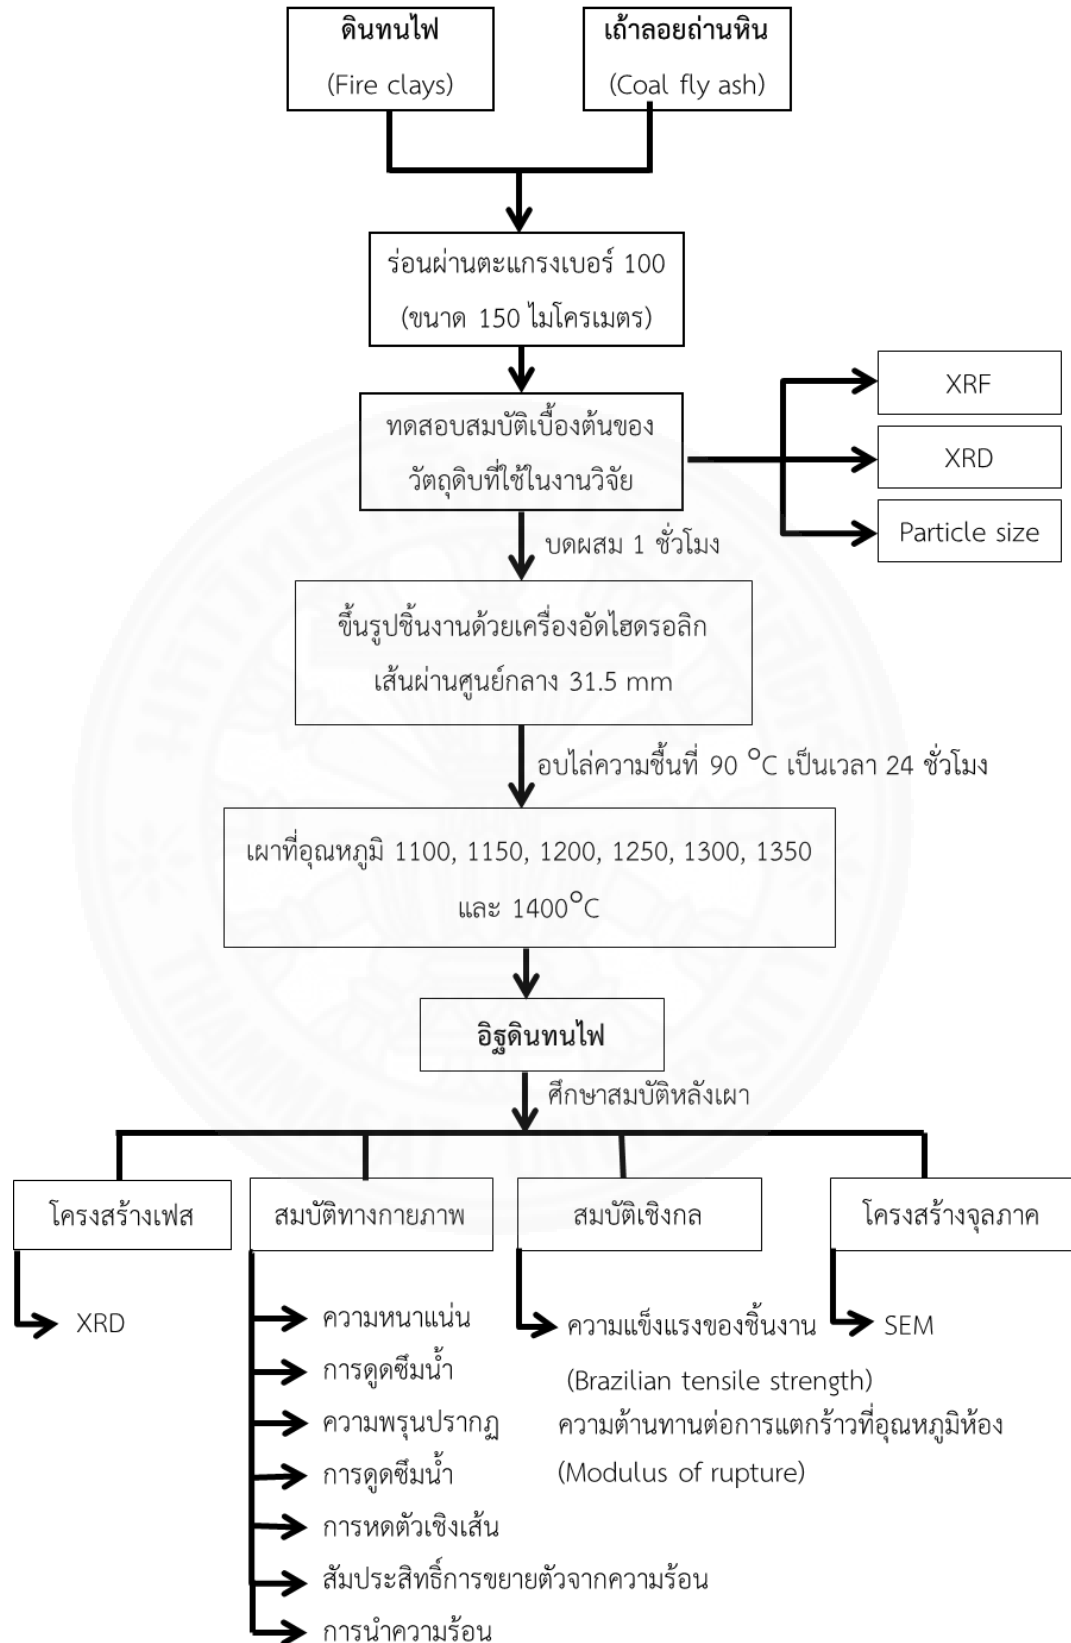 ดินทนไฟ
(Fire clays)
เถ้าลอยถ่านหิน
(Coal fly ash)
ร่อนผ่านตะแกรงเบอร์ 100
(ขนาด 150 ไมโครเมตร)
ทดสอบสมบัติเบื้องต้นของ
วัตถุดิบที่ใช้ในงานวิจัย
XRF
XRD
Particle size
บดผสม 1 ชั่วโมง
ขึ้นรูปชิ้นงานด้วยเครื่องอัดไฮดรอลิก
เส้นผ่านศูนย์กลาง 31.5 mm
อบไล่ความชื้นที่ 90 °C เป็นเวลา 24 ชั่วโมง
เผาที่อุณหภูมิ 1100, 1150, 1200, 1250, 1300, 1350
และ 1400°C
อิฐดินทนไฟ
ศึกษาสมบัติหลังเผา
โครงสร้างเฟส
XRD
สมบัติทางกายภาพ
ความหนาแน่น
การดูดซึมน้ำ
ความพรุนปรากฏ
การดูดซึมน้ำ
การหดตัวเชิงเส้น
สัมประสิทธิ์การขยายตัวจากความร้อน
การนำความร้อน
สมบัติเชิงกล
ความแข็งแรงของชิ้นงาน
(Brazilian tensile strength)
ความต้านทานต่อการแตกร้าวที่อุณหภูมิห้อง
(Modulus of rupture)
โครงสร้างจุลภาค
SEM